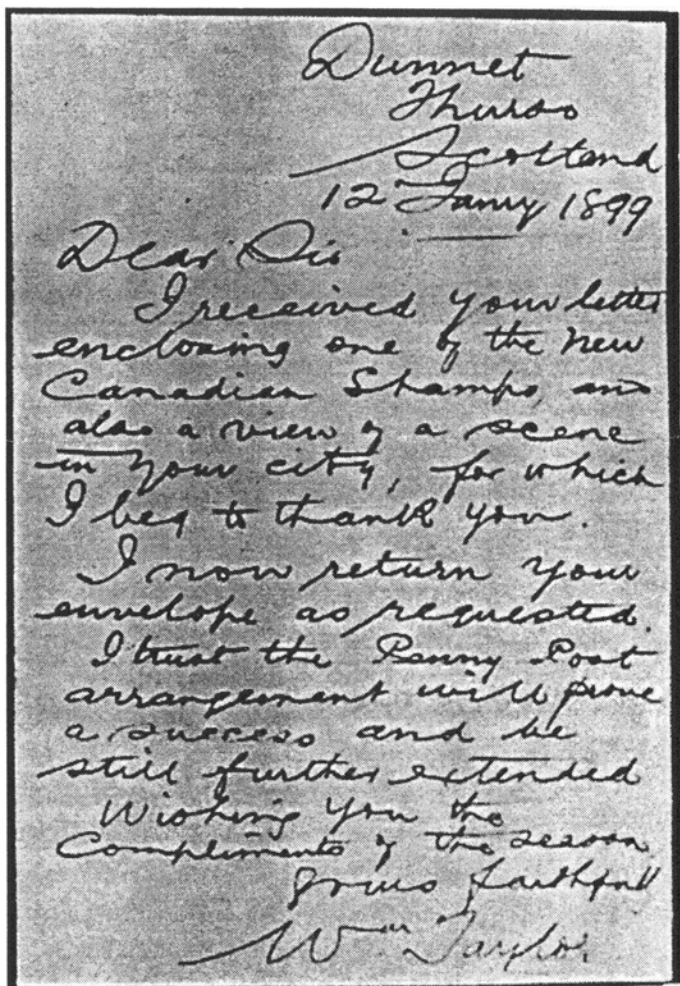 Dunnet
Thurso
Scotland
12 Jany 1899
Dear Sir
I received your letter
enclosing one of the new
Canadian Stamps, and
also a view of a scene
in your city, for which
I beg to thank you.
I now return your
envelope as requested.
I trust the Penny Post
arrangement will prove
a success and be
still further extended
Wishing you the
Compliments of the season
Yours faithfully
Wm Taylor